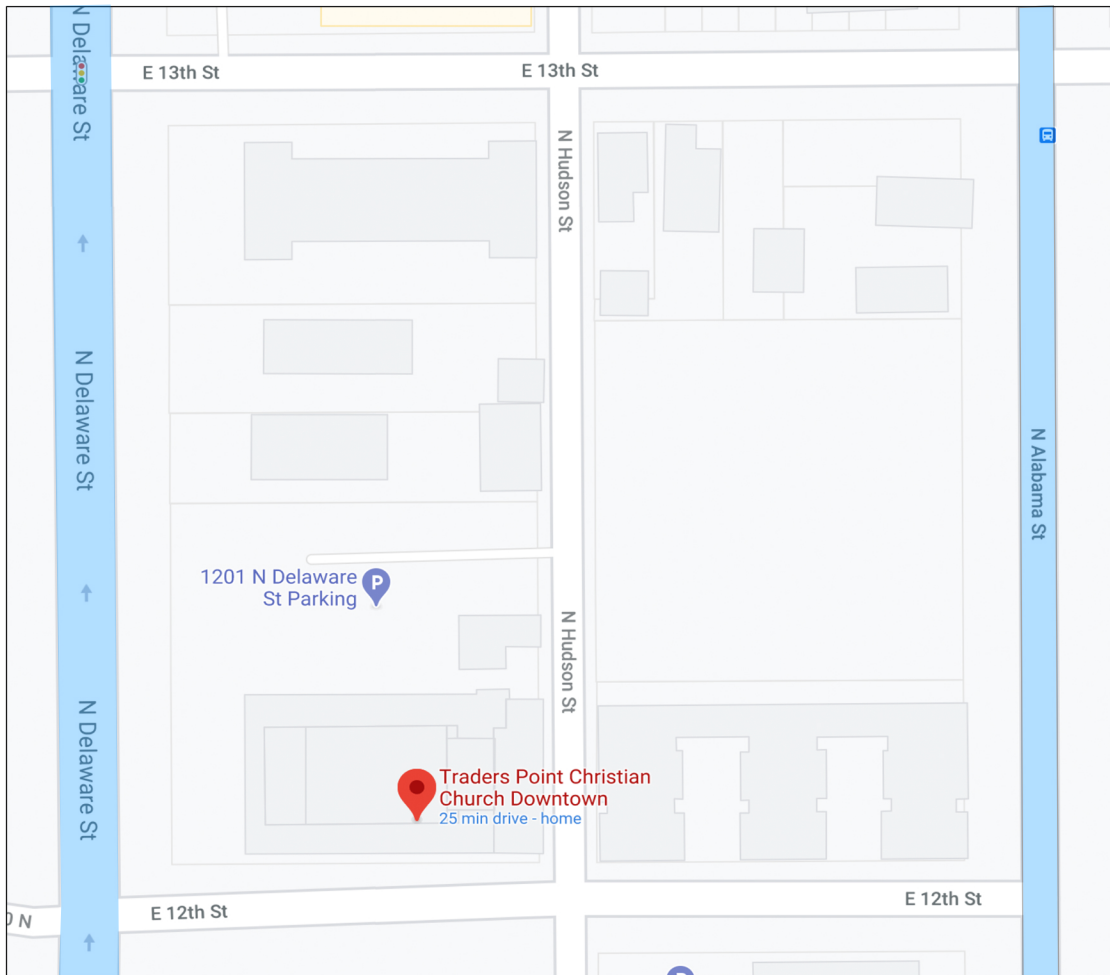 N Delaware St
E 13th St
E 13th St
N Hudson St
N Delaware St
N Alabama St
1201 N Delaware
St Parking
P
N Hudson St
N Delaware St
Traders Point Christian
Church Downtown
25 min drive - home
E 12th St
E 12th St
N